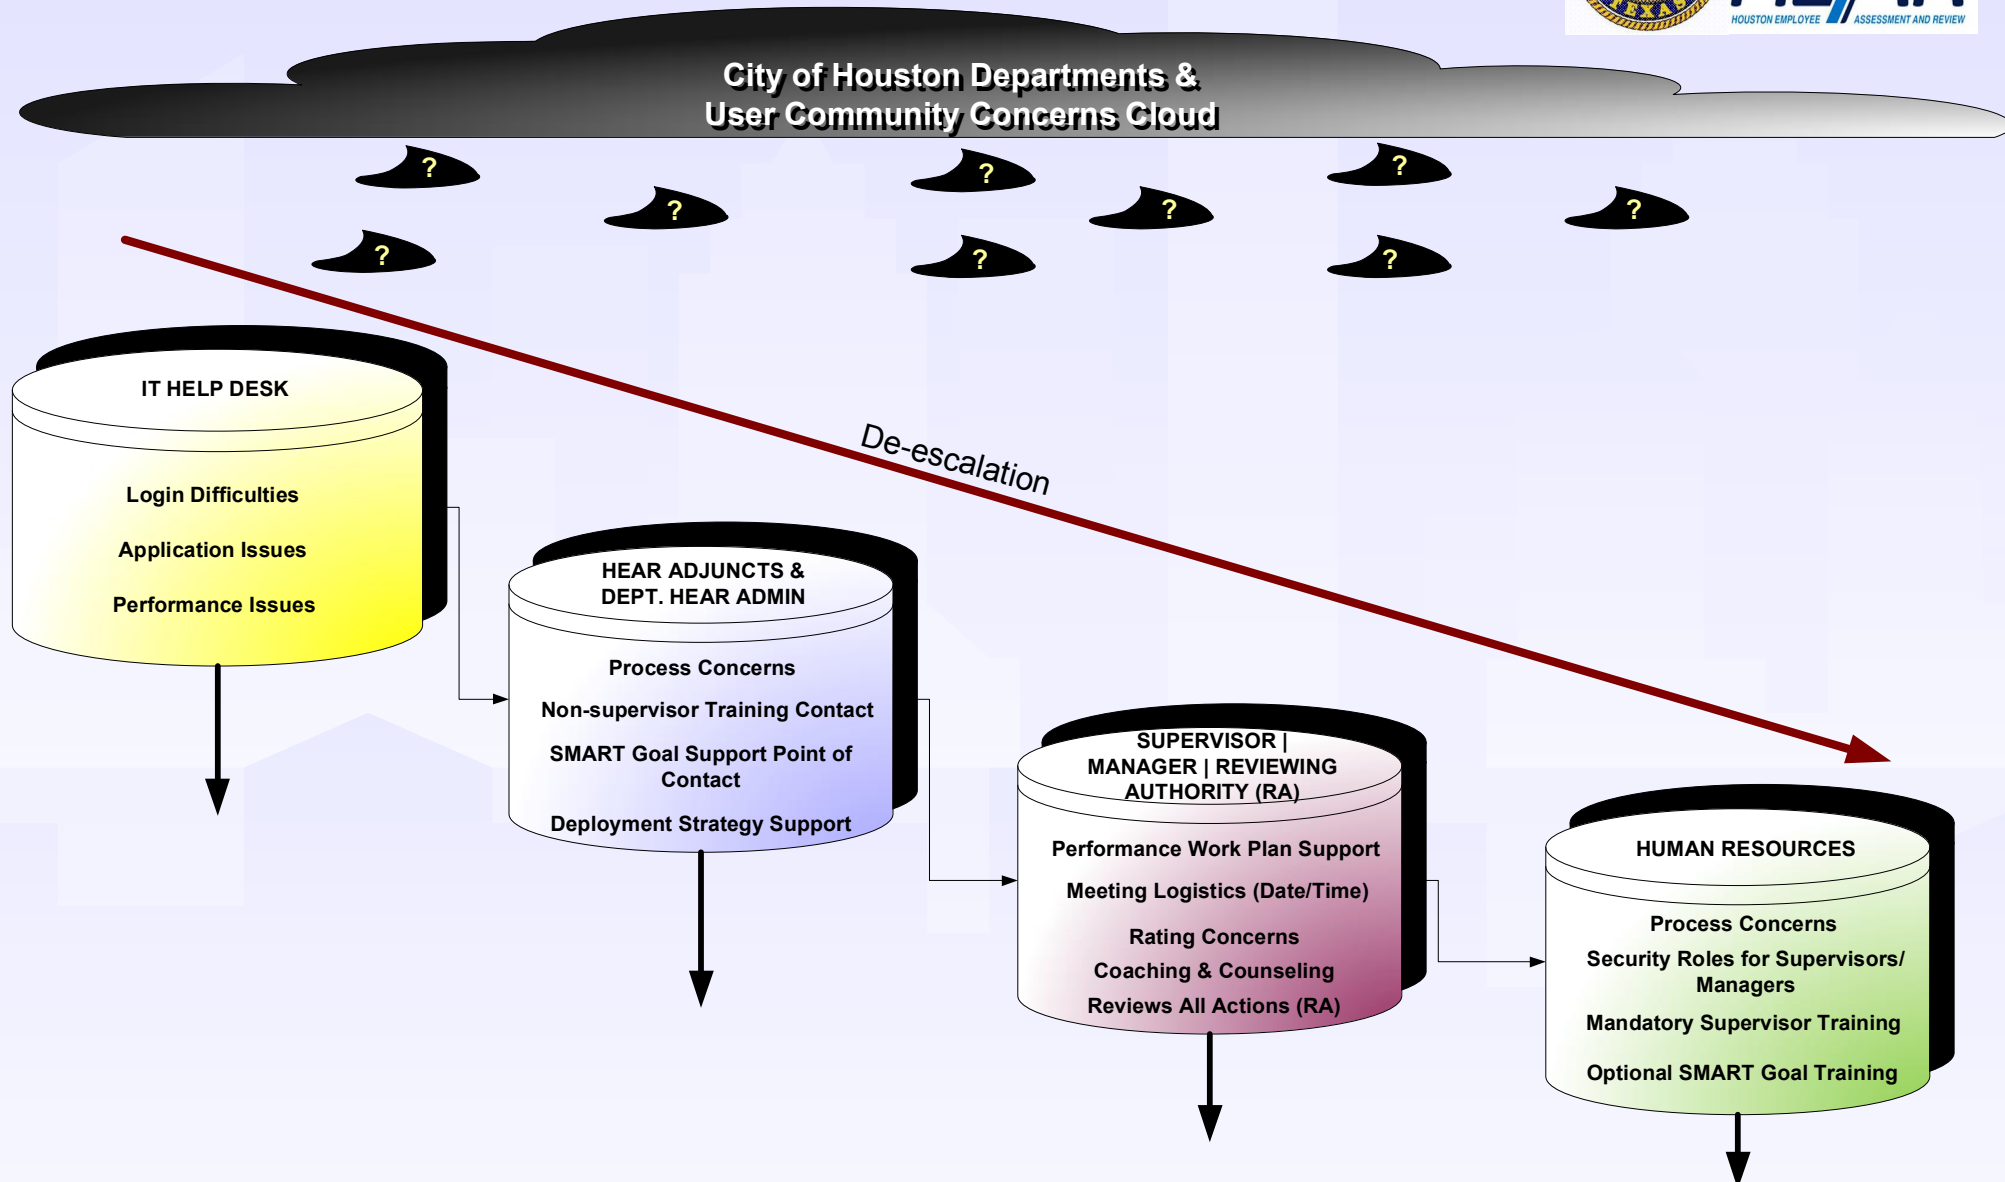 TEXAS
HOUSTON EMPLOYEE ASSESSMENT AND REVIEW
City of Houston Departments &
User Community Concerns Cloud
? ? ?
? ? ?
? ? ?
De-escalation
IT HELP DESK
Login Difficulties
Application Issues
Performance Issues
HEAR ADJUNCTS &
DEPT. HEAR ADMIN
Process Concerns
Non-supervisor Training Contact
SMART Goal Support Point of
Contact
Deployment Strategy Support
SUPERVISOR |
MANAGER | REVIEWING
AUTHORITY (RA)
Performance Work Plan Support
Meeting Logistics (Date/Time)
Rating Concerns
Coaching & Counseling
Reviews All Actions (RA)
HUMAN RESOURCES
Process Concerns
Security Roles for Supervisors/
Managers
Mandatory Supervisor Training
Optional SMART Goal Training